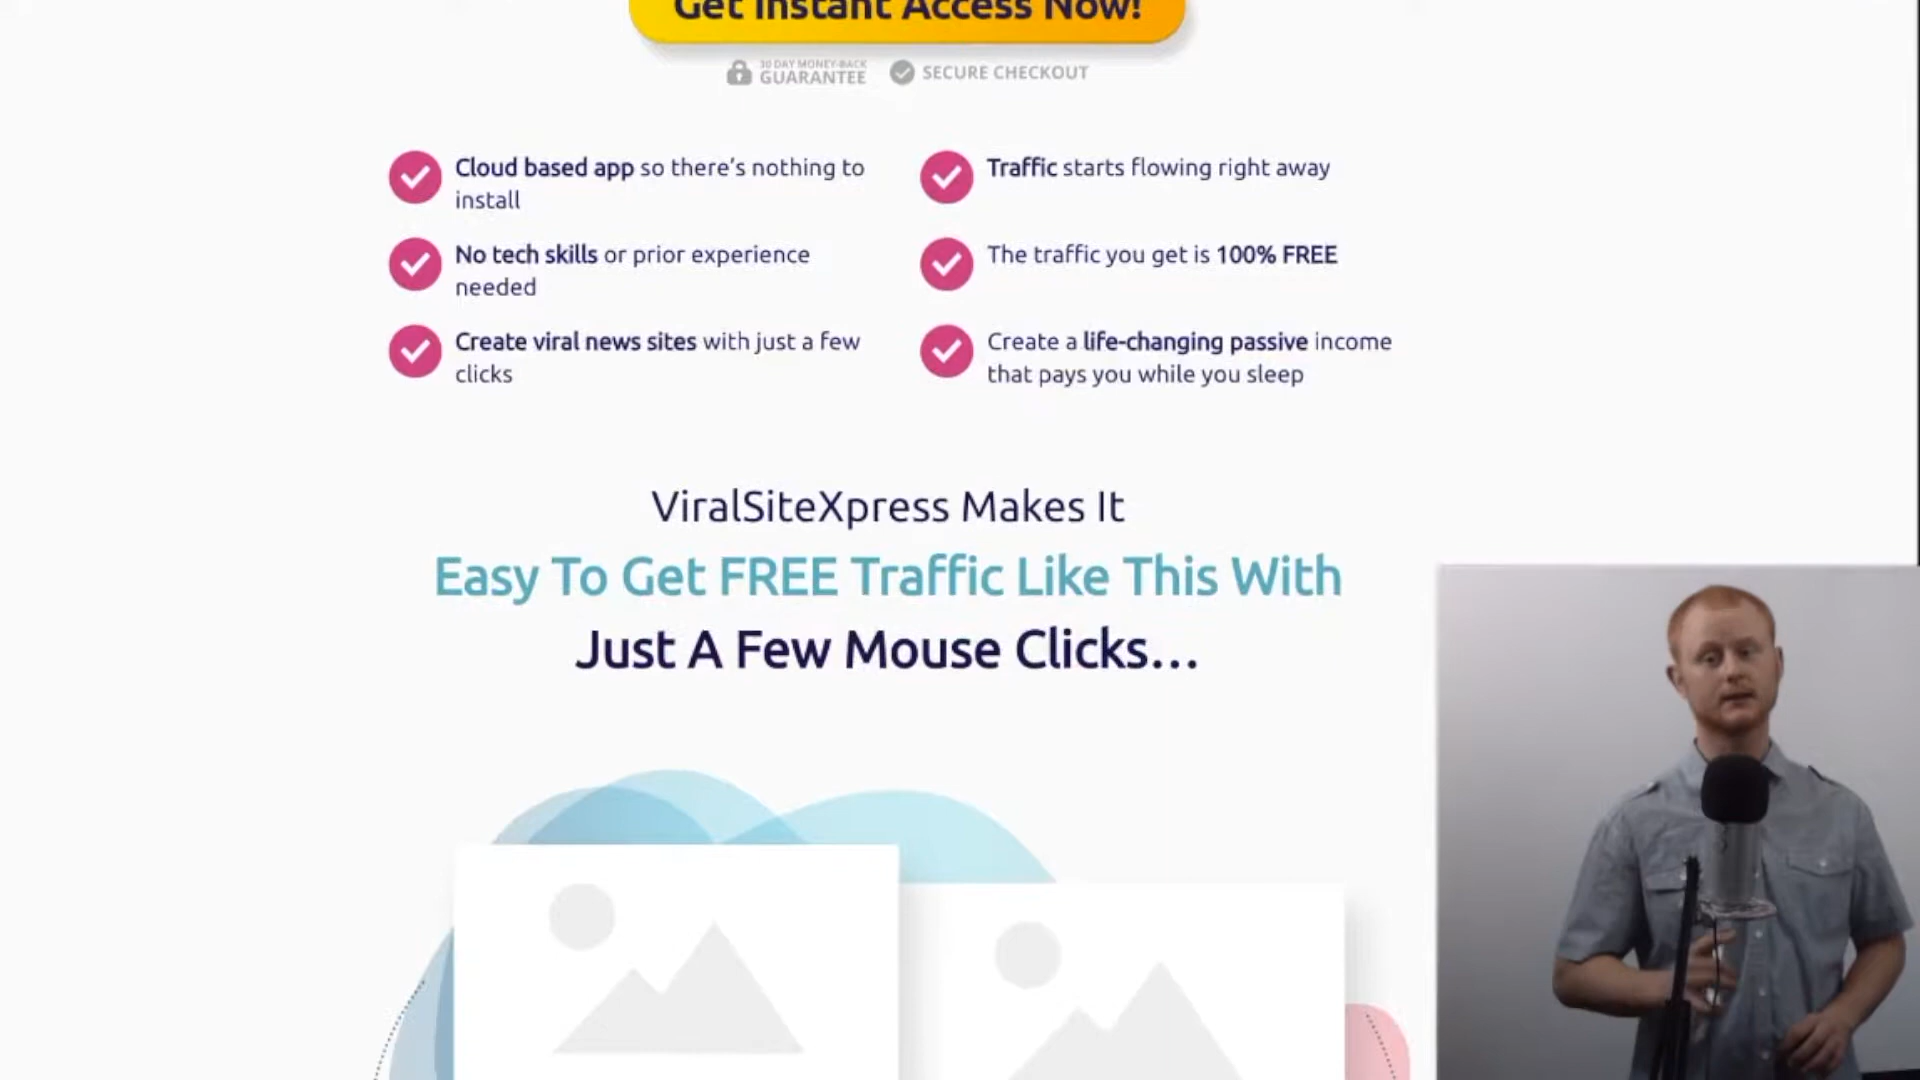 Get Instant Access Now!
30 DAY MONEY-BACK
GUARANTEE
SECURE CHECKOUT
Cloud based app so there's nothing to
install
No tech skills or prior experience
needed
Create viral news sites with just a few
clicks
Traffic starts flowing right away
The traffic you get is 100% FREE
Create a life-changing passive income
that pays you while you sleep
ViralSiteXpress Makes It
Easy To Get FREE Traffic Like This With
Just A Few Mouse Clicks...